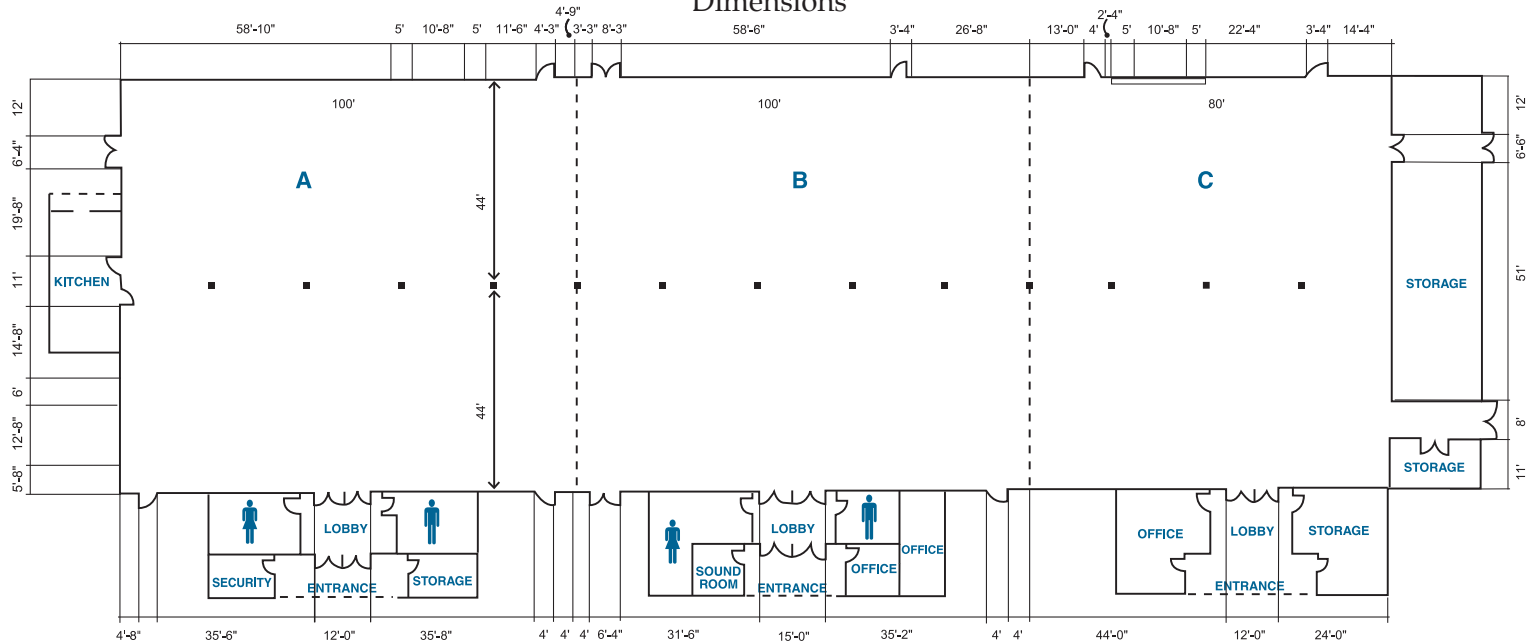 Dimensions
4'-9"
2'-4"
58'-10" 5' 10'-8" 5' 11'-6" 4'-3" 3'-3" 8'-3" 58'-6" 3'-4" 26'-8" 13'-0" 4' 5' 10'-8" 5' 22'-4" 3'-4" 14'-4"
12' 100' 100' 80' 12'
6'-4" 6'-6"
A B C
19'-8" 44'
11' KITCHEN STORAGE 51'
14'-8"
6' 44'
12'-8" 8'
5'-8" STORAGE 11'
LOBBY LOBBY OFFICE LOBBY STORAGE
OFFICE
SECURITY ENTRANCE STORAGE SOUND
ROOM ENTRANCE OFFICE ENTRANCE
4'-8" 35'-6" 12'-0" 35'-8" 4' 4' 4' 6'-4" 31'-6" 15'-0" 35'-2" 4' 4' 44'-0" 12'-0" 24'-0"